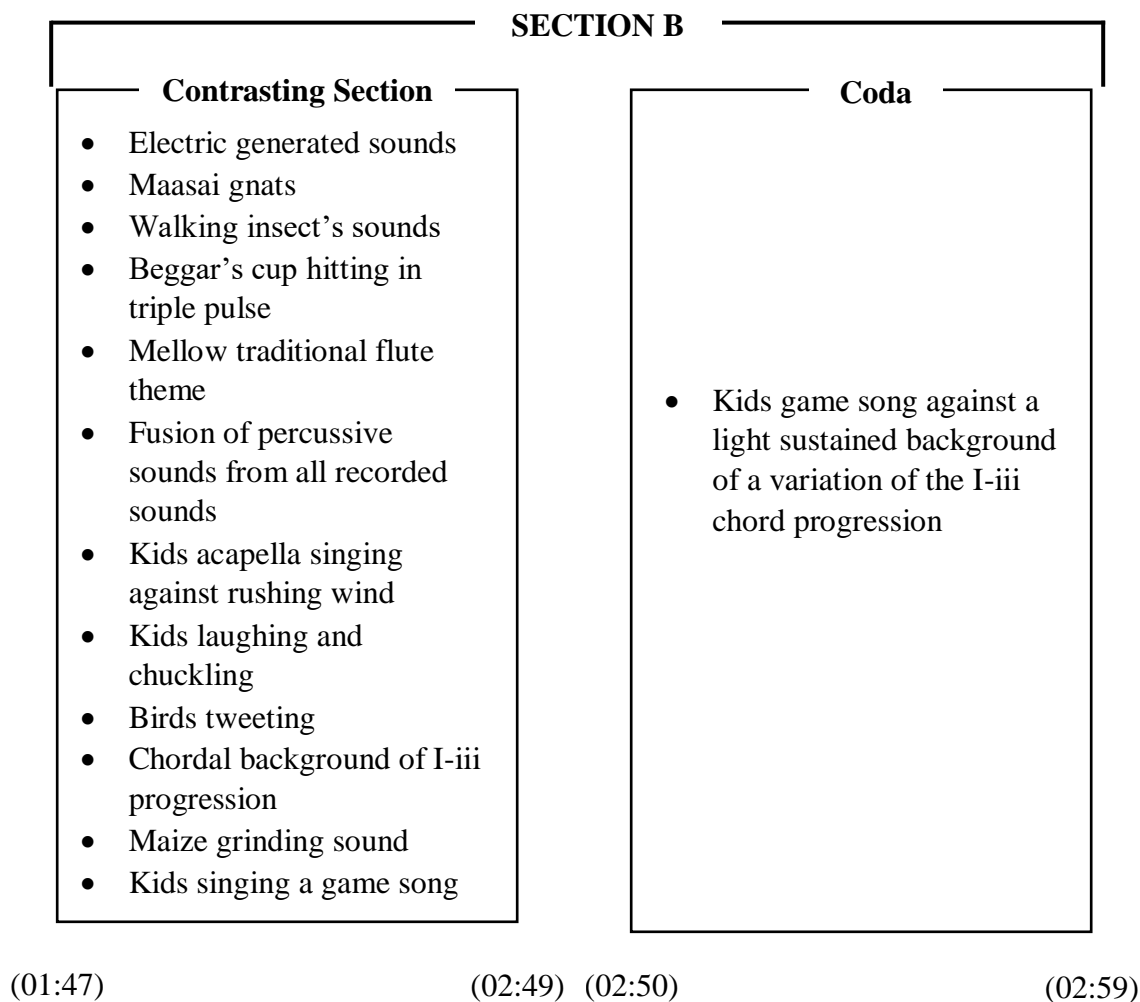 SECTION B
Contrasting Section
• Electric generated sounds
• Maasai gnats
• Walking insect’s sounds
• Beggar’s cup hitting in
triple pulse
• Mellow traditional flute
theme
• Fusion of percussive
sounds from all recorded
sounds
• Kids acapella singing
against rushing wind
• Kids laughing and
chuckling
• Birds tweeting
• Chordal background of I-iii
progression
• Maize grinding sound
• Kids singing a game song
Coda
• Kids game song against a
light sustained background
of a variation of the I-iii
chord progression
(01:47) (02:49) (02:50) (02:59)